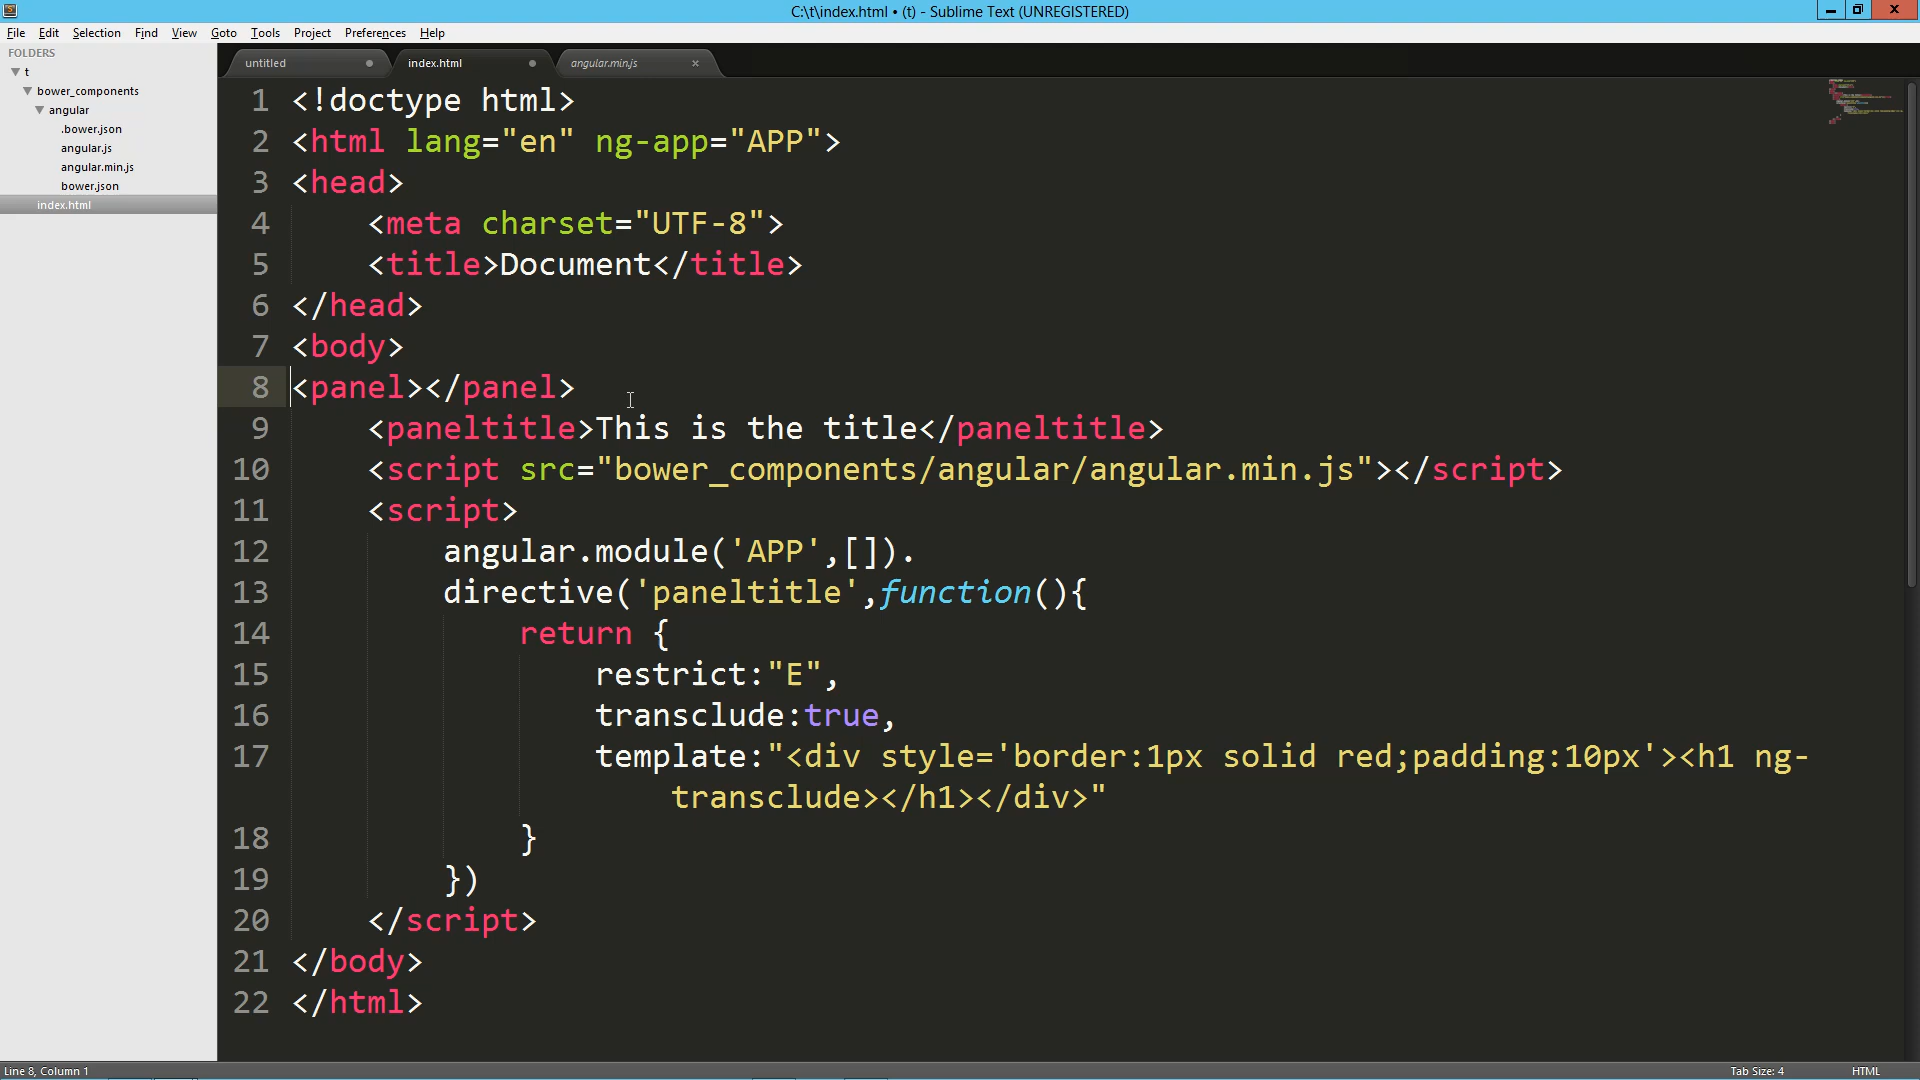 C:\t\index.html • (t) - Sublime Text (UNREGISTERED)
File Edit Selection Find View Goto Tools Project Preferences Help
FOLDERS
t
bower_components
angular
.bower.json
angular.js
angular.min.js
bower.json
index.html
untitled index.html angular.min.js
1 <!doctype html>
2 <html lang="en" ng-app="APP">
3 <head>
4 <meta charset="UTF-8">
5 <title>Document</title>
6 </head>
7 <body>
8 <panel></panel>
9 <paneltitle>This is the title</paneltitle>
10 <script src="bower_components/angular/angular.min.js"></script>
11 <script>
12 angular.module('APP',[]).
13 directive('paneltitle',function(){
14 return {
15 restrict:"E",
16 transclude:true,
17 template:"<div style='border:1px solid red;padding:10px'><h1 ng-
transclude></h1></div>"
18 }
19 })
20 </script>
21 </body>
22 </html>
Line 8, Column 1 Tab Size: 4 HTML